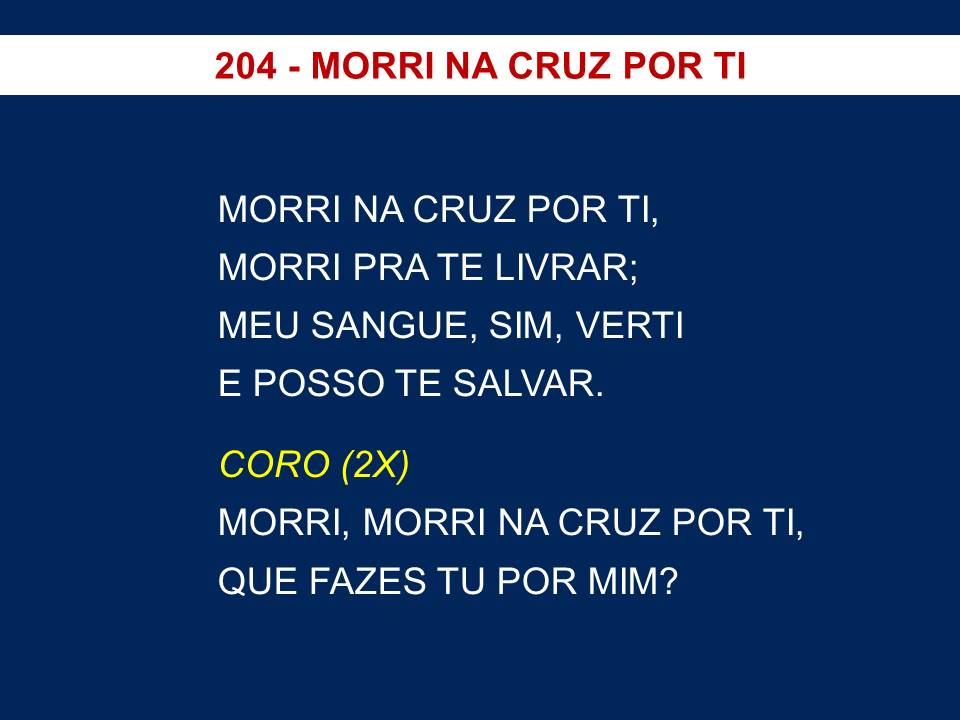 204 - MORRI NA CRUZ POR TI
MORRI NA CRUZ POR TI,
MORRI PRA TE LIVRAR;
MEU SANGUE, SIM, VERTI
E POSSO TE SALVAR.
CORO (2X)
MORRI, MORRI NA CRUZ POR TI,
QUE FAZES TU POR MIM?